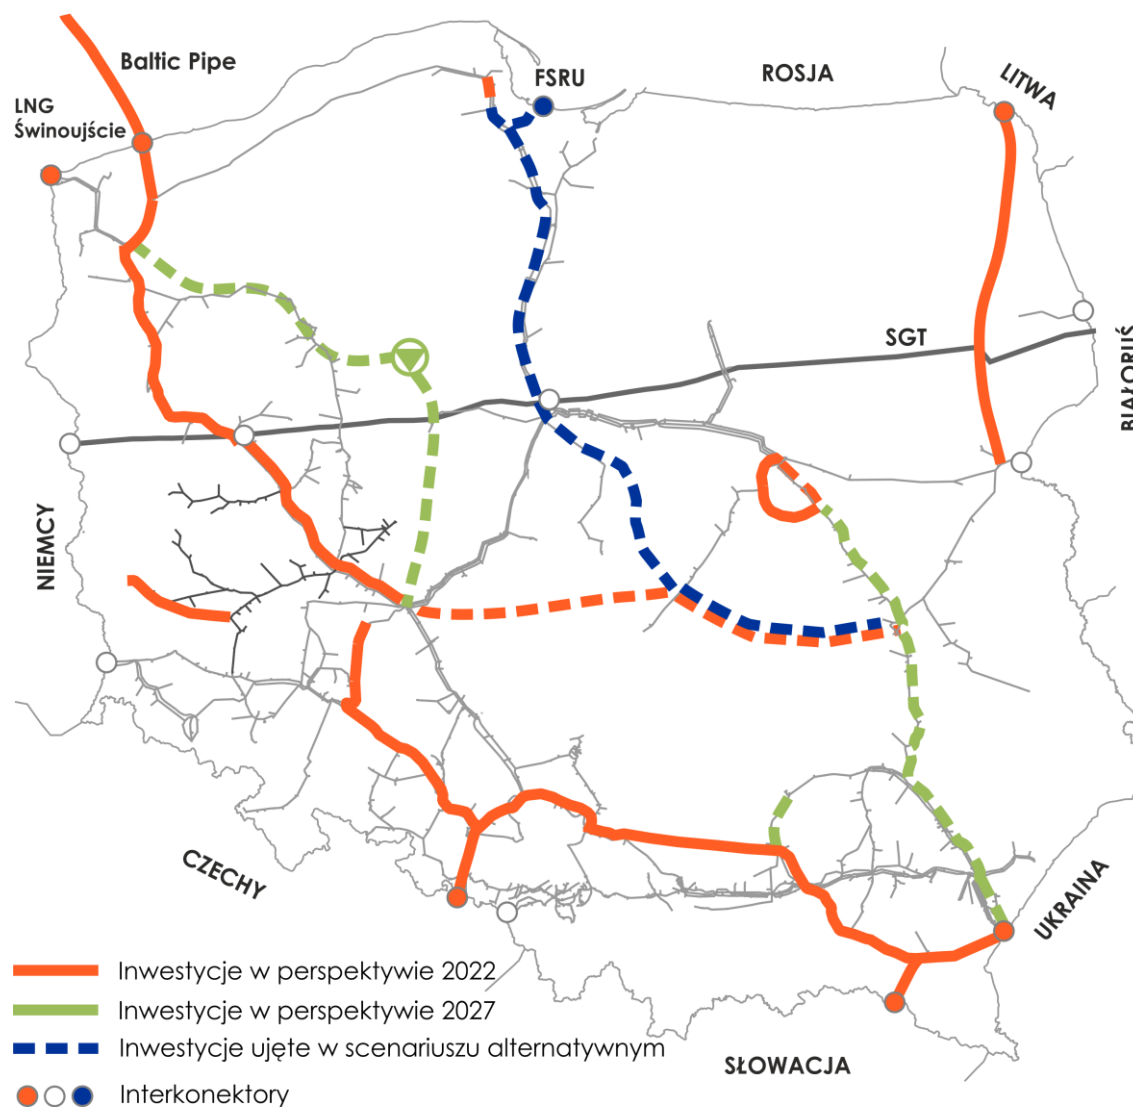 Baltic Pipe
FSRU
ROSJA
LITWA
LNG
Świnoujście
SGT
BIAŁORUŚ
NIEMCY
CZECHY
UKRAINA
SŁOWACJA
Inwestycje w perspektywie 2022
Inwestycje w perspektywie 2027
Inwestycje ujęte w scenariuszu alternatywnym
Interkonektory